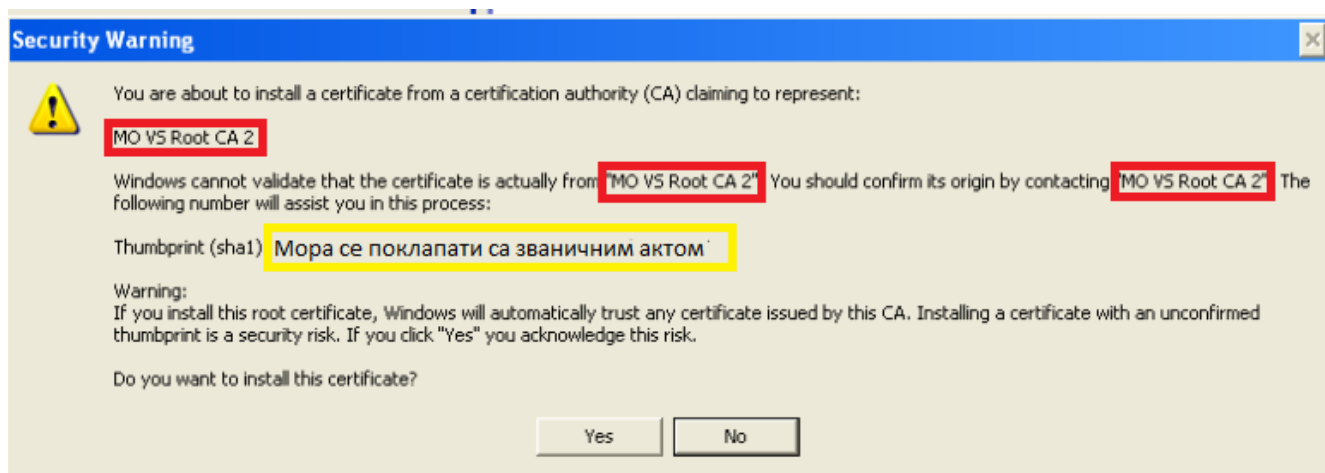 Security Warning
You are about to install a certificate from a certification authority (CA) claiming to represent:
MO VS Root CA 2
Windows cannot validate that the certificate is actually from "MO VS Root CA 2" You should confirm its origin by contacting "MO VS Root CA 2" The
following number will assist you in this process:
Thumbprint (sha1) Мора се поклапати са званичним актом
Warning:
If you install this root certificate, Windows will automatically trust any certificate issued by this CA. Installing a certificate with an unconfirmed
thumbprint is a security risk. If you click "Yes" you acknowledge this risk.
Do you want to install this certificate?
Yes No